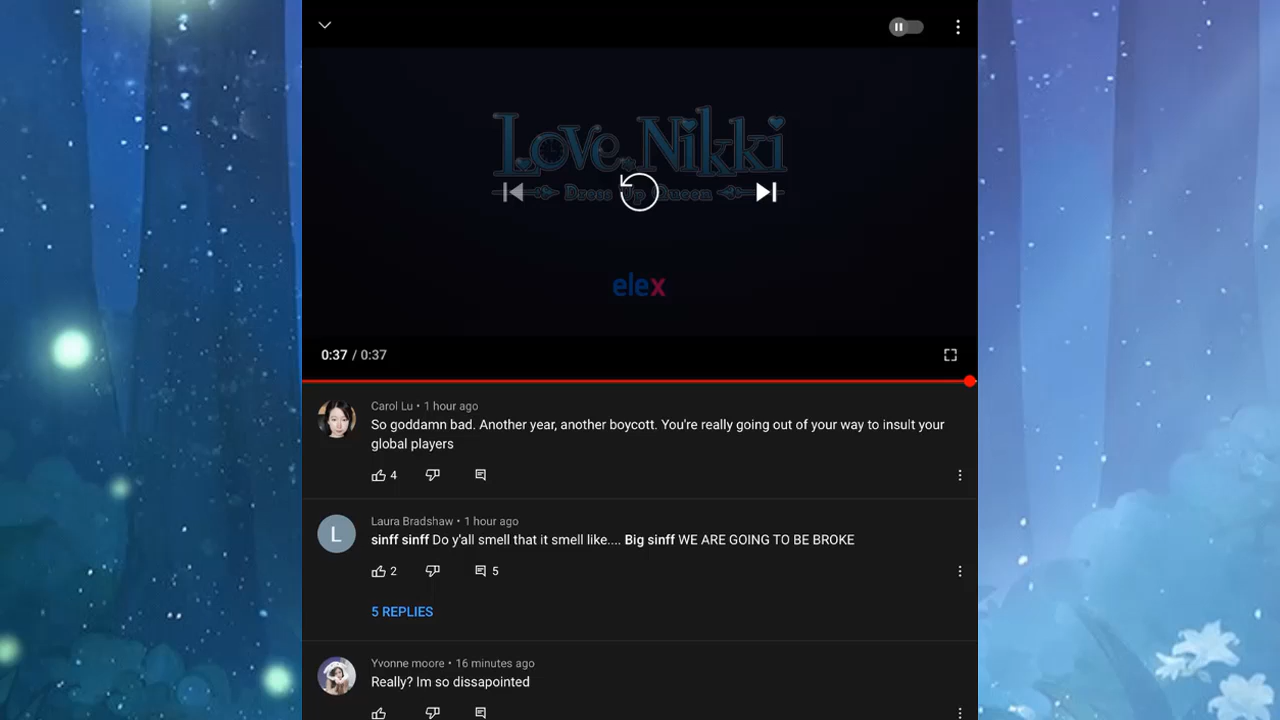 Love Nikki
Dress Up Queen
elex
0:37 / 0:37
Carol Lu • 1 hour ago
So goddamn bad. Another year, another boycott. You're really going out of your way to insult your
global players
4
Laura Bradshaw • 1 hour ago
sinff sinff Do y'all smell that it smell like.... Big sinff WE ARE GOING TO BE BROKE
2 5
5 REPLIES
Yvonne moore • 16 minutes ago
Really? Im so dissapointed
L